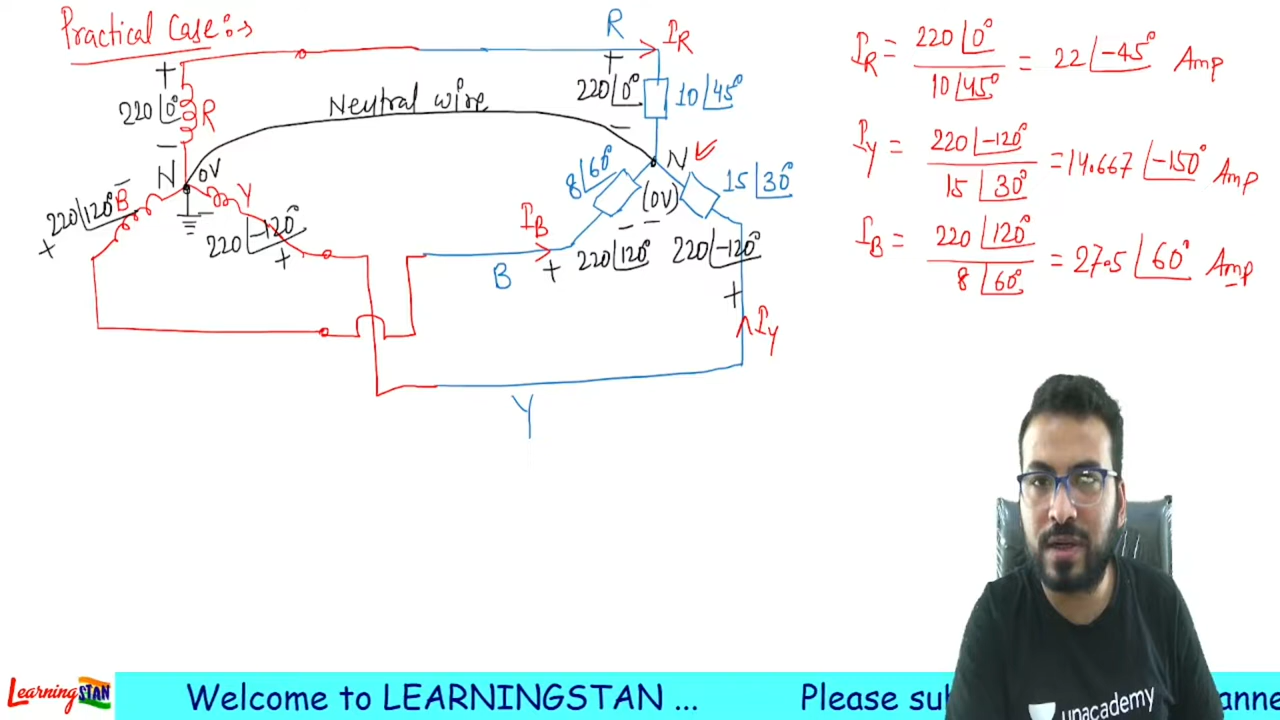 Practical Case:->
R
I_R
+
+
220∠0°
R
−
Neutral wire
220∠0°
−
10∠45°
N
0V
N
220∠120°
B
−
+
Y
−
220∠-120°
+
8∠60°
15∠30°
(0V)
I_B
B
+
−
220∠120°
−
220∠-120°
+
I_Y
Y
I_R = 220∠0° / 10∠45° = 22∠-45° Amp
I_Y = 220∠-120° / 15∠30° = 14.667∠-150° Amp
I_B = 220∠120° / 8∠60° = 27.5∠60° Amp
unacademy
LearningSTAN
Welcome to LEARNINGSTAN ... Please sub
anne